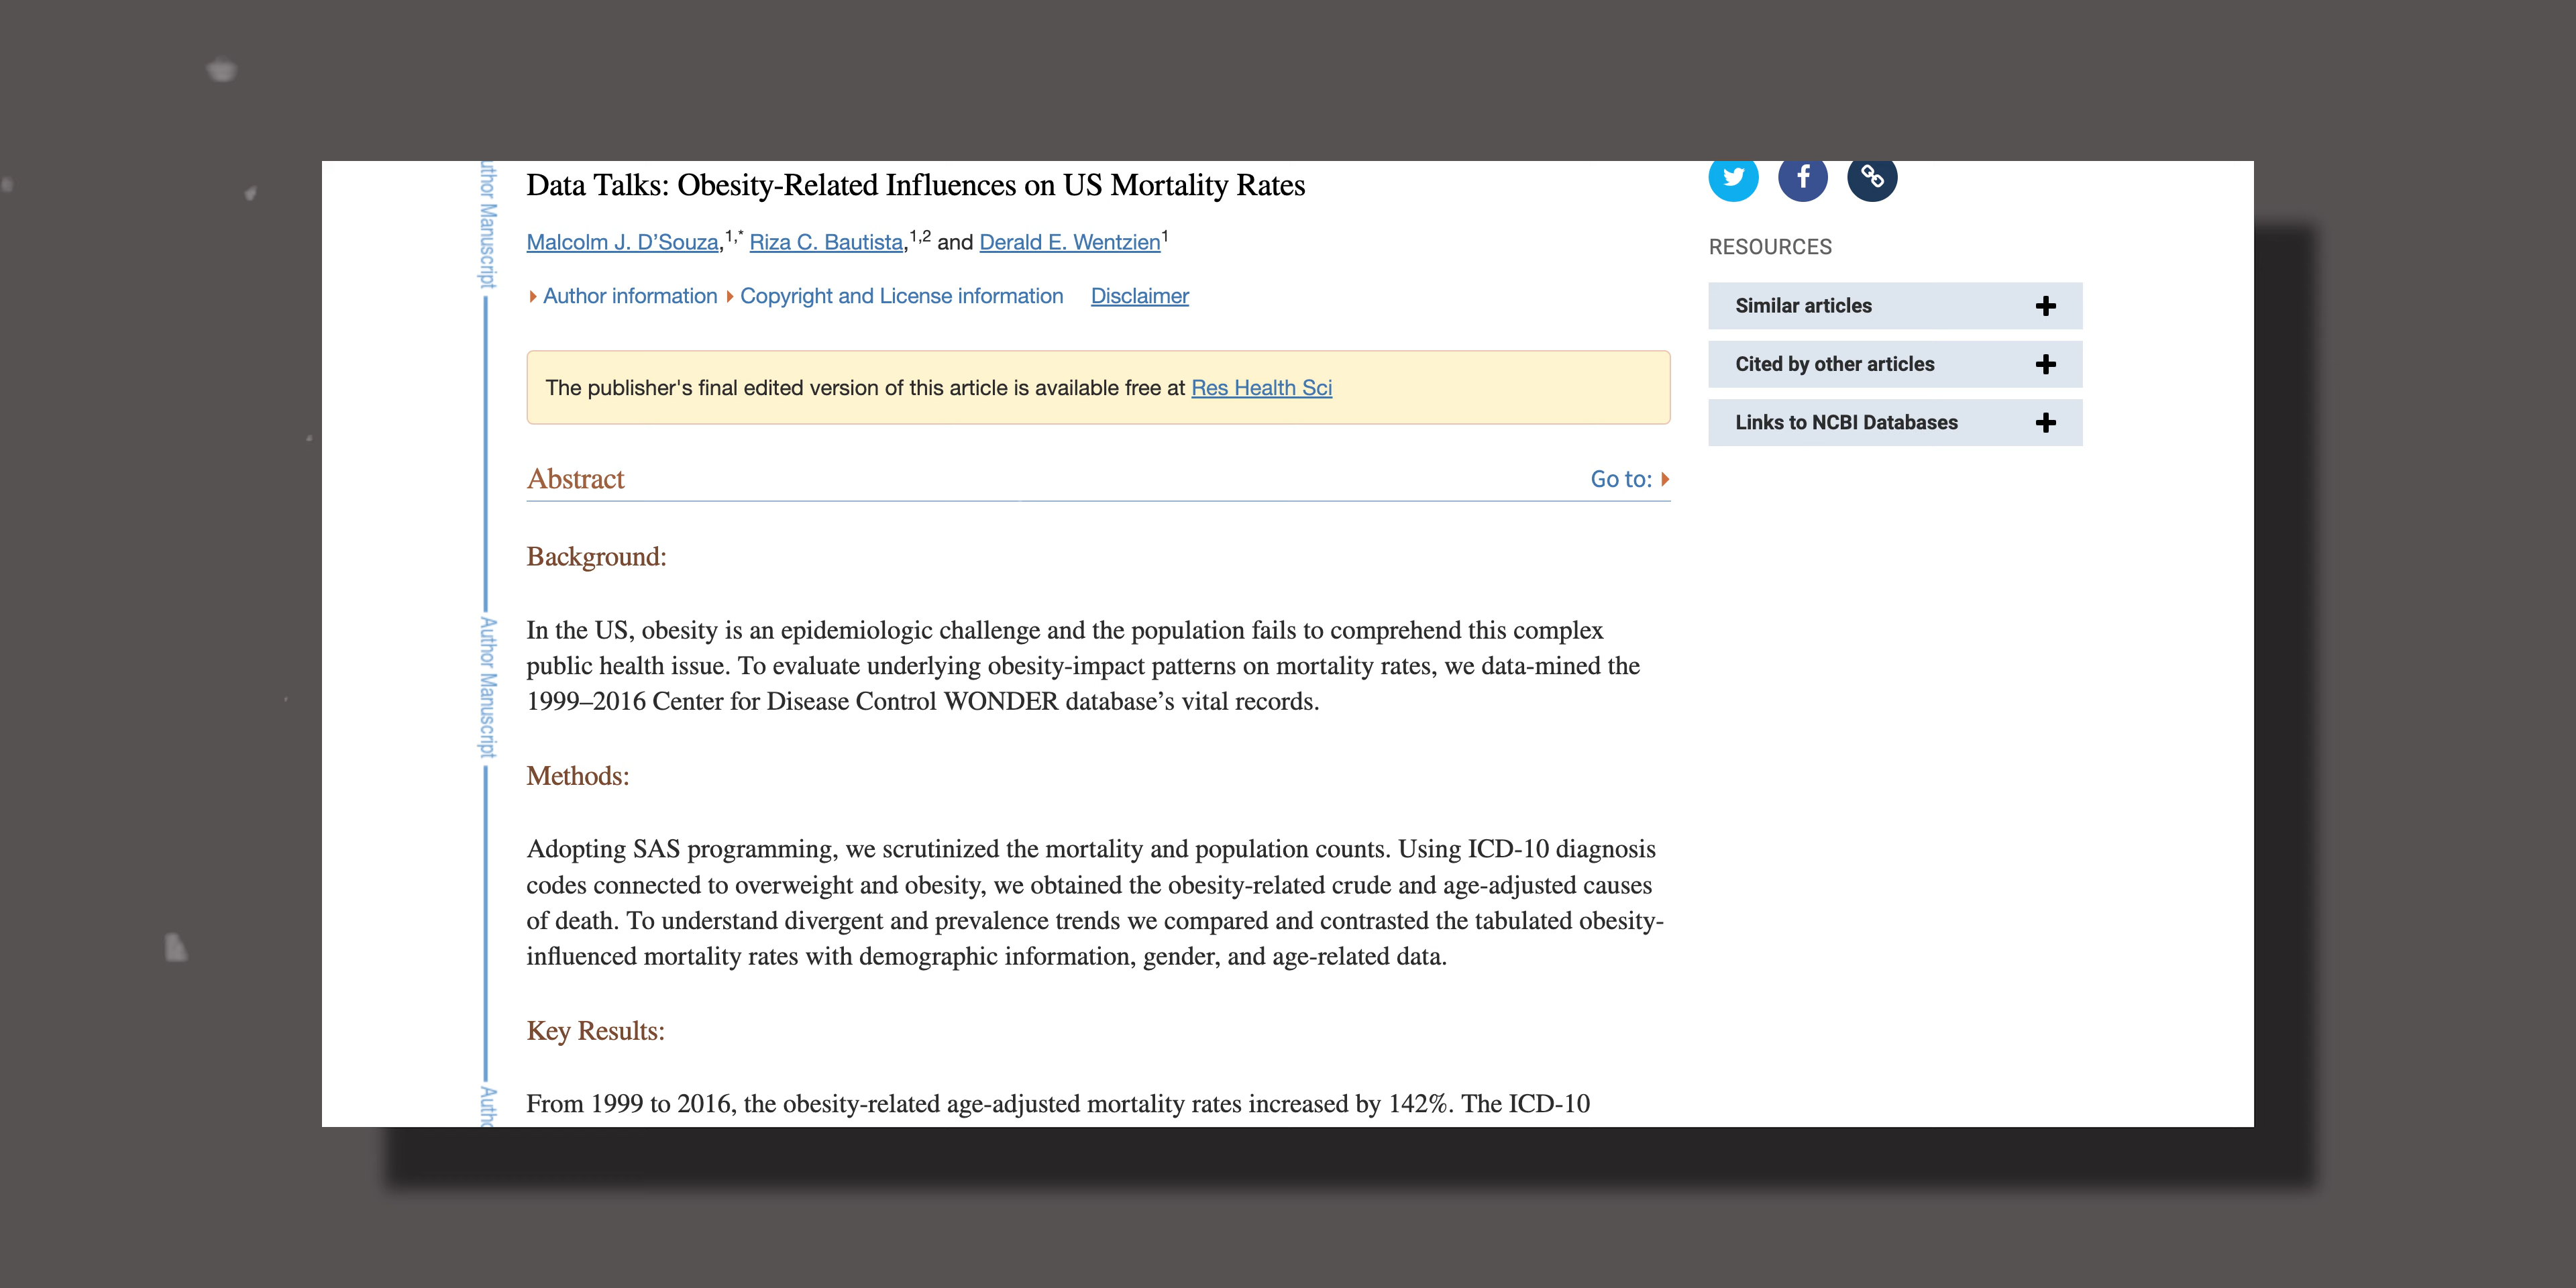 Data Talks: Obesity-Related Influences on US Mortality Rates
Malcolm J. D’Souza,1,* Riza C. Bautista,1,2 and Derald E. Wentzien1
Author information Copyright and License information Disclaimer
The publisher's final edited version of this article is available free at Res Health Sci
Abstract
Go to:
Background:
In the US, obesity is an epidemiologic challenge and the population fails to comprehend this complex
public health issue. To evaluate underlying obesity-impact patterns on mortality rates, we data-mined the
1999–2016 Center for Disease Control WONDER database’s vital records.
Methods:
Adopting SAS programming, we scrutinized the mortality and population counts. Using ICD-10 diagnosis
codes connected to overweight and obesity, we obtained the obesity-related crude and age-adjusted causes
of death. To understand divergent and prevalence trends we compared and contrasted the tabulated obesity-
influenced mortality rates with demographic information, gender, and age-related data.
Key Results:
From 1999 to 2016, the obesity-related age-adjusted mortality rates increased by 142%. The ICD-10
RESOURCES
Similar articles
Cited by other articles
Links to NCBI Databases
uthor Manuscript
Author Manuscript
Autho